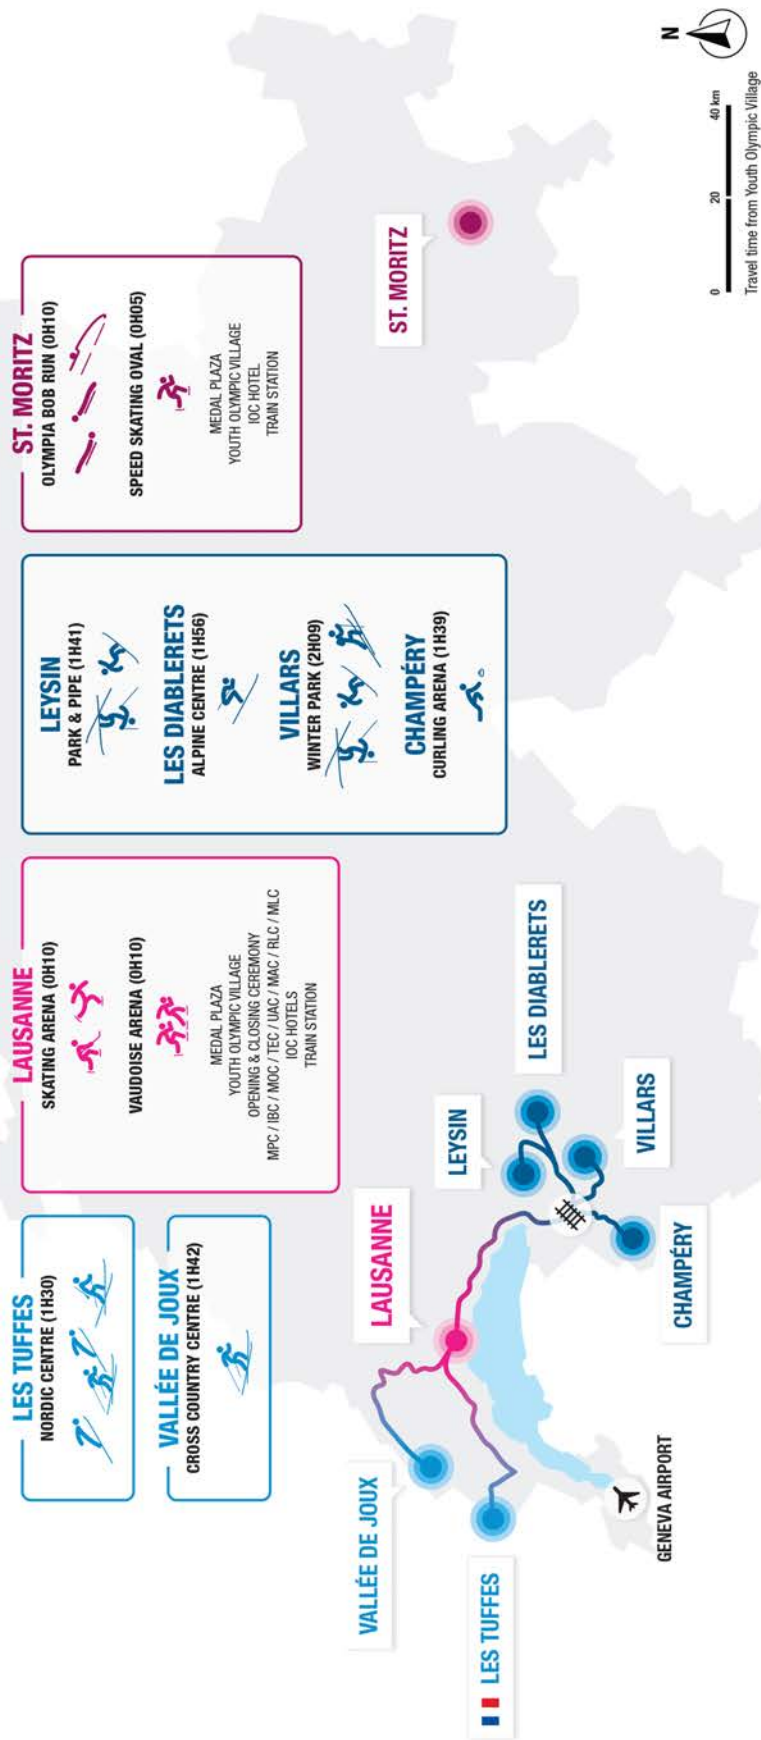 LES TUFFES
NORDIC CENTRE (1H30)
VALLÉE DE JOUX
CROSS COUNTRY CENTRE (1H42)
LAUSANNE
SKATING ARENA (0H10)
VAUDOISE ARENA (0H10)
MEDAL PLAZA
YOUTH OLYMPIC VILLAGE
OPENING & CLOSING CEREMONY
MPC / IBC / MOC / TEC / UAC / MAC / RLC / MLC
IOC HOTELS
TRAIN STATION
LEYSIN
PARK & PIPE (1H41)
LES DIABLERETS
ALPINE CENTRE (1H56)
VILLARS
WINTER PARK (2H09)
CHAMPÉRY
CURLING ARENA (1H39)
ST. MORITZ
OLYMPIA BOB RUN (0H10)
SPEED SKATING OVAL (0H05)
MEDAL PLAZA
YOUTH OLYMPIC VILLAGE
IOC HOTEL
TRAIN STATION
VALLÉE DE JOUX
LES TUFFES
LAUSANNE
LEYSIN
LES DIABLERETS
VILLARS
CHAMPÉRY
GENEVA AIRPORT
ST. MORITZ
N
0 20 40 km
Travel time from Youth Olympic Village